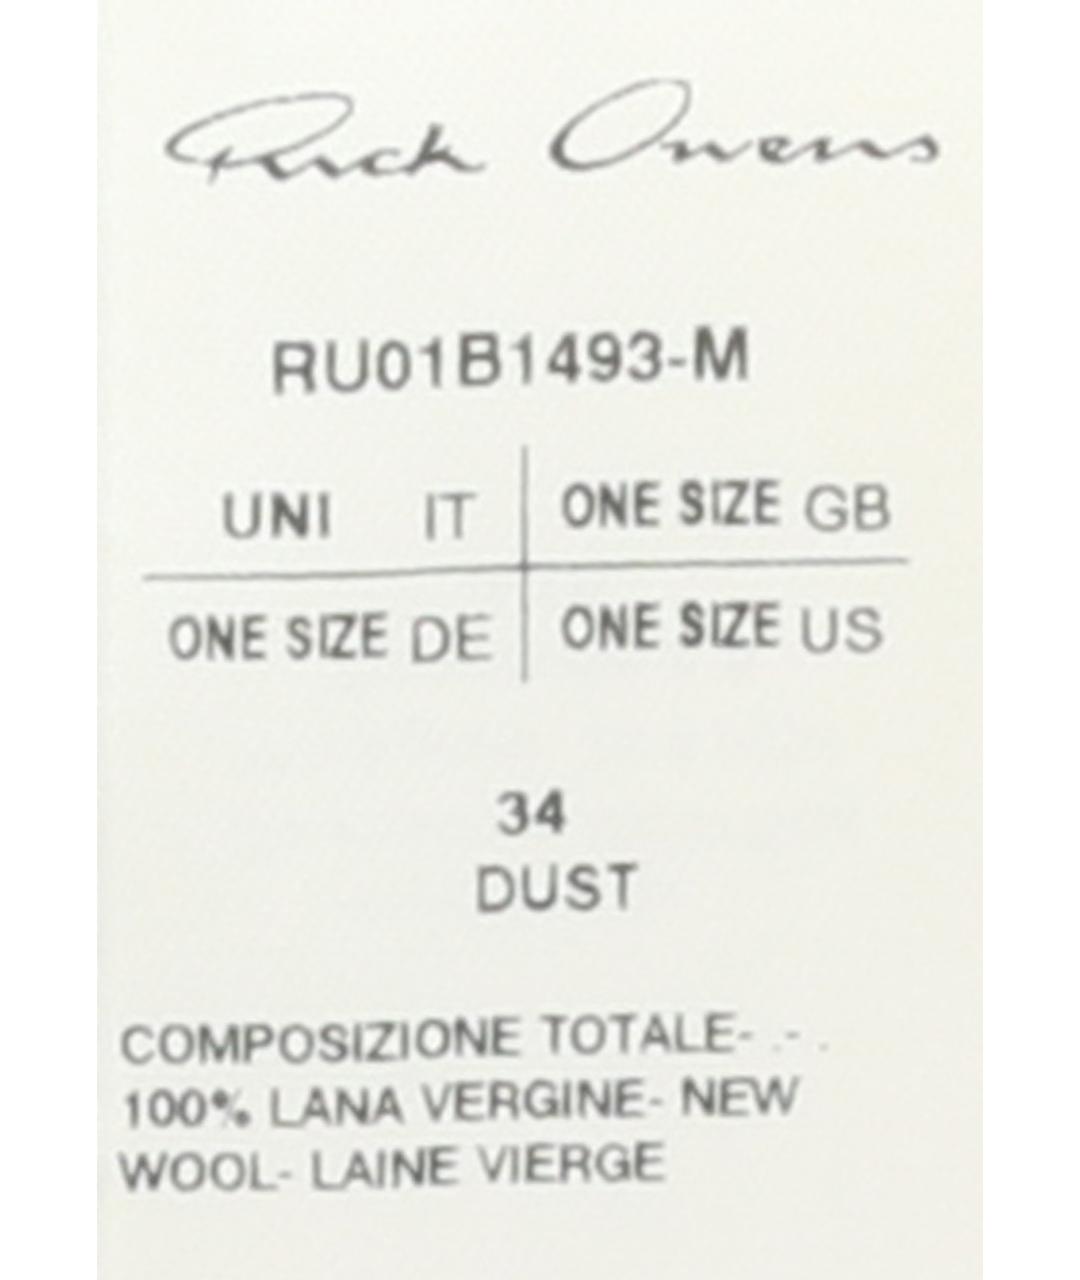 Rick Owens
RU01B1493-M
UNI IT ONE SIZE GB
ONE SIZE DE ONE SIZE US
34
DUST
COMPOSIZIONE TOTALE- .- .
100% LANA VERGINE- NEW
WOOL- LAINE VIERGE